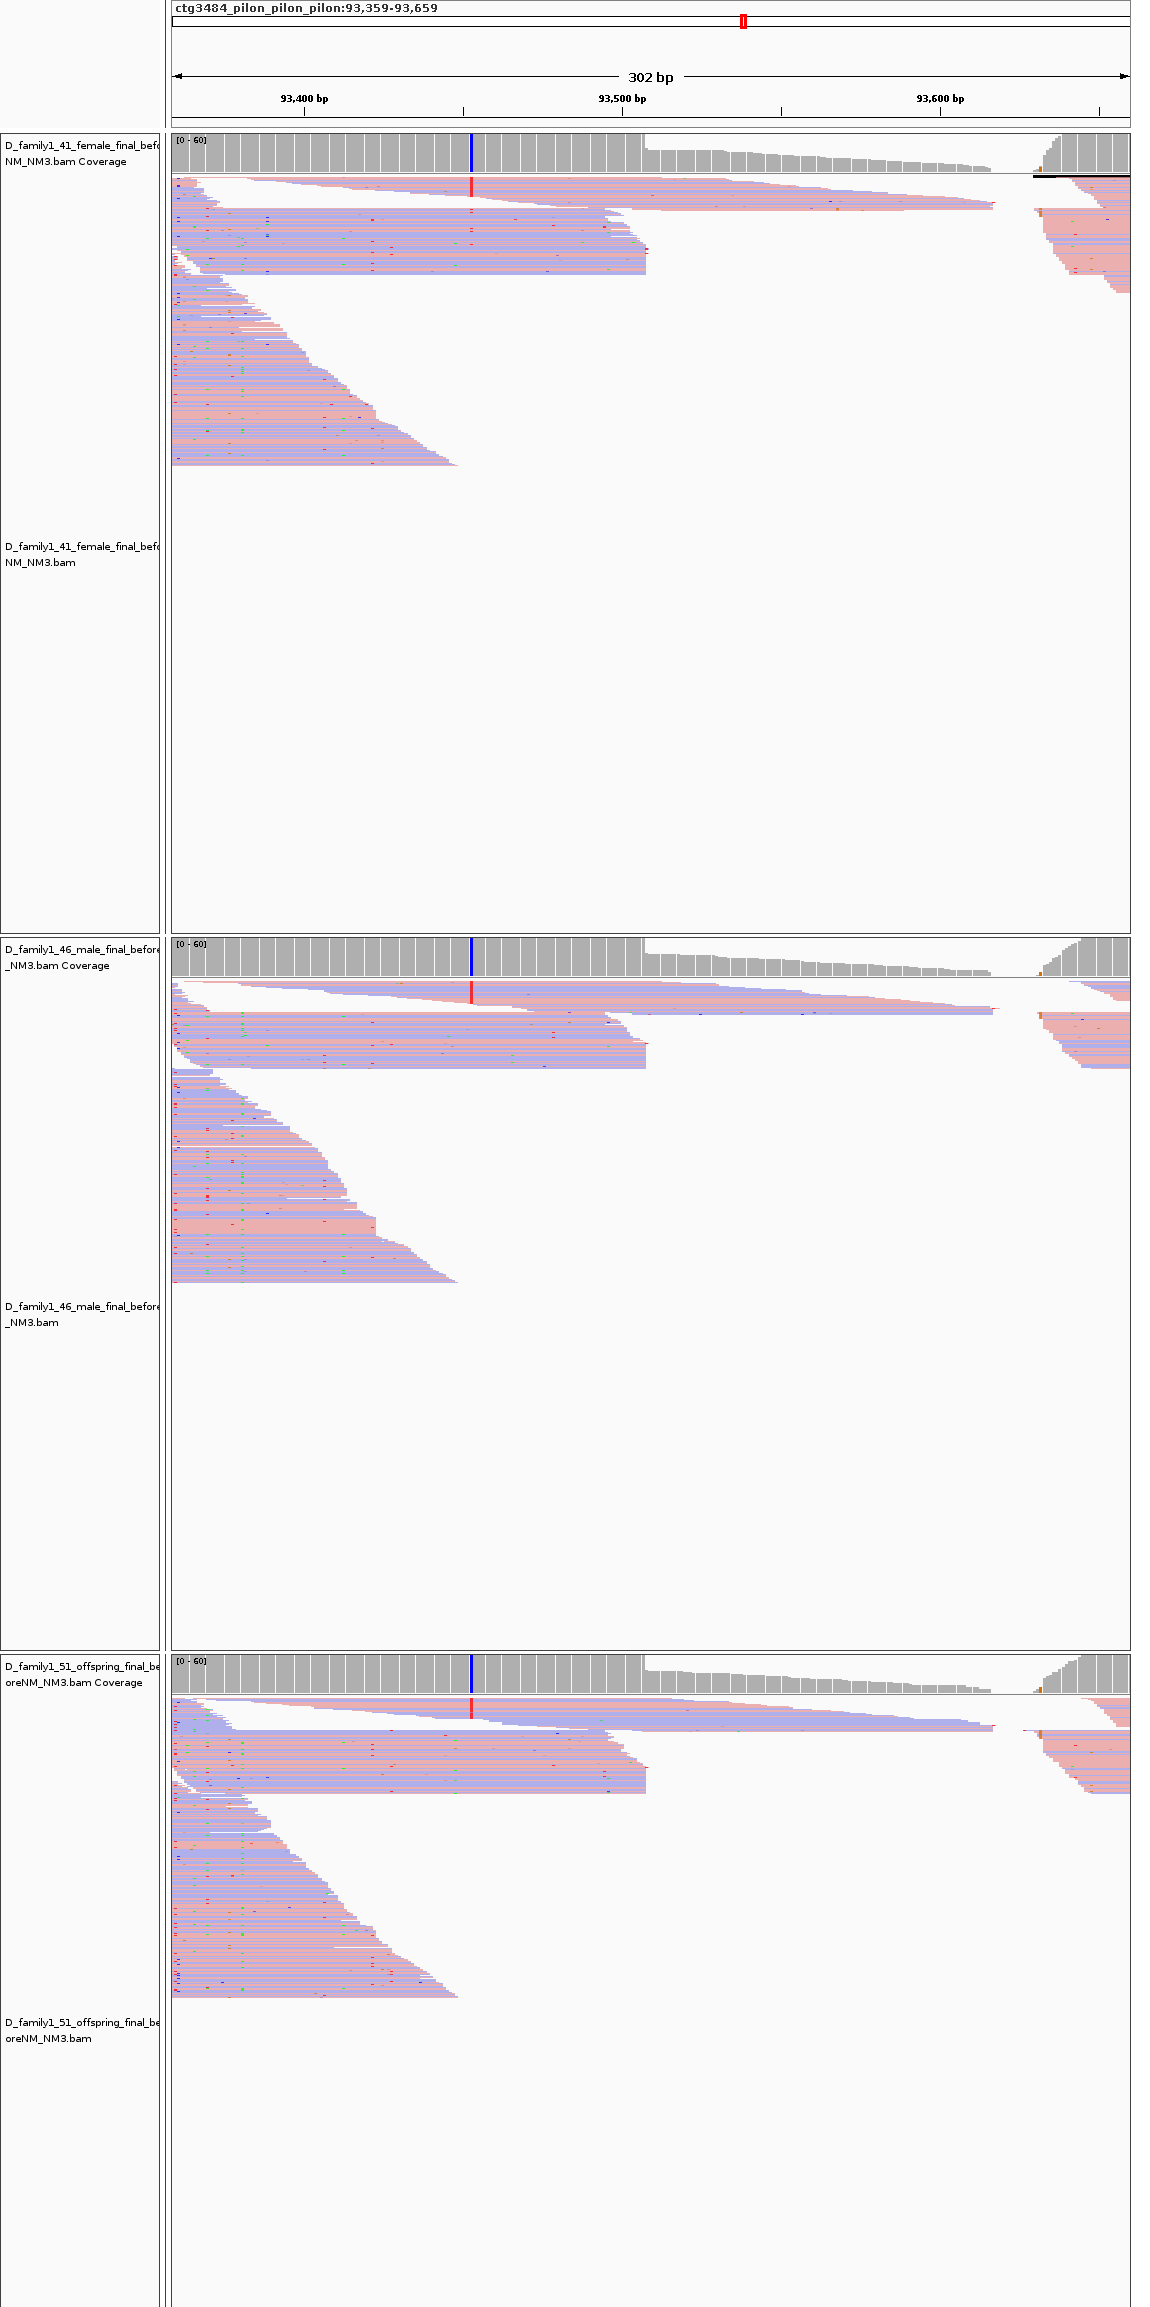 ctg3484_pilon_pilon_pilon:93,359-93,659
302 bp
93,400 bp 93,500 bp 93,600 bp
D_family1_41_female_final_befo
NM_NM3.bam Coverage
[0 - 60]
D_family1_41_female_final_befo
NM_NM3.bam
D_family1_46_male_final_before
_NM3.bam Coverage
[0 - 60]
D_family1_46_male_final_before
_NM3.bam
D_family1_51_offspring_final_be
oreNM_NM3.bam Coverage
[0 - 60]
D_family1_51_offspring_final_be
oreNM_NM3.bam